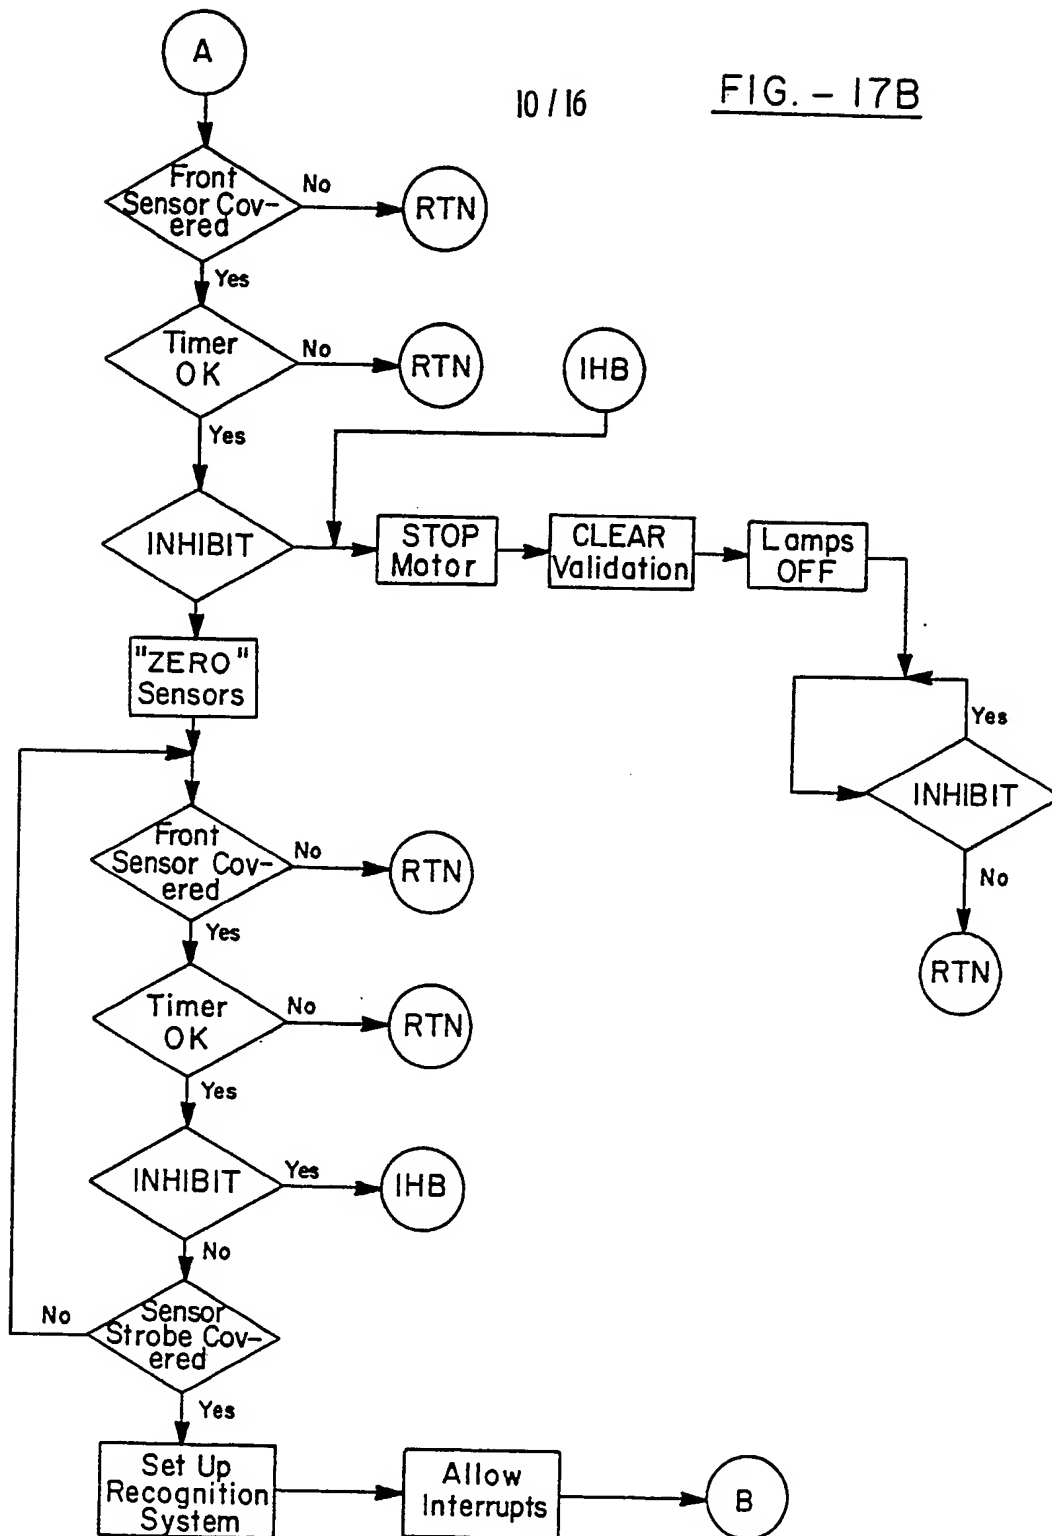 A
10/16
FIG. - 17B
Front
Sensor Cov-
ered
No
RTN
Yes
Timer
OK
No
RTN
IHB
Yes
INHIBIT
STOP
Motor
CLEAR
Validation
Lamps
OFF
"ZERO"
Sensors
Yes
INHIBIT
No
RTN
Front
Sensor Cov-
ered
No
RTN
Yes
Timer
OK
No
RTN
Yes
INHIBIT
Yes
IHB
No
Sensor
Strobe Cov-
ered
No
Yes
Set Up
Recognition
System
Allow
Interrupts
B